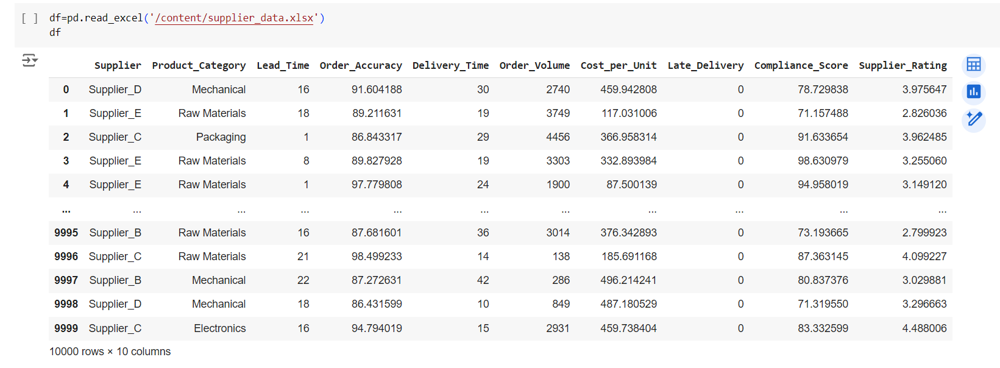 [ ] df=pd.read_excel('/content/supplier_data.xlsx')
df
Supplier Product_Category Lead_Time Order_Accuracy Delivery_Time Order_Volume Cost_per_Unit Late_Delivery Compliance_Score Supplier_Rating
0 Supplier_D Mechanical 16 91.604188 30 2740 459.942808 0 78.729838 3.975647
1 Supplier_E Raw Materials 18 89.211631 19 3749 117.031006 0 71.157488 2.826036
2 Supplier_C Packaging 1 86.843317 29 4456 366.958314 0 91.633654 3.962485
3 Supplier_E Raw Materials 8 89.827928 19 3303 332.893984 0 98.630979 3.255060
4 Supplier_E Raw Materials 1 97.779808 24 1900 87.500139 0 94.958019 3.149120
... ... ... ... ... ... ... ... ... ... ...
9995 Supplier_B Raw Materials 16 87.681601 36 3014 376.342893 0 73.193665 2.799923
9996 Supplier_C Raw Materials 21 98.499233 14 138 185.691168 0 87.363145 4.099227
9997 Supplier_B Mechanical 22 87.272631 42 286 496.214241 0 80.837376 3.029881
9998 Supplier_D Mechanical 18 86.431599 10 849 487.180529 0 71.319550 3.296663
9999 Supplier_C Electronics 16 94.794019 15 2931 459.738404 0 83.332599 4.488006
10000 rows × 10 columns